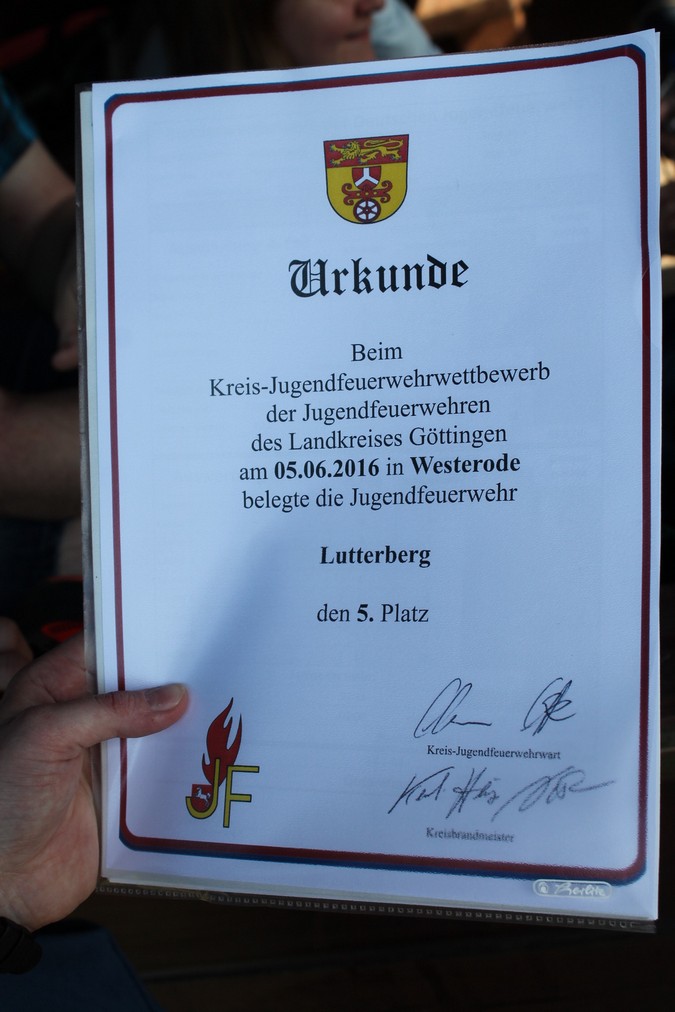 Urkunde
Beim
Kreis-Jugendfeuerwehrwettbewerb
der Jugendfeuerwehren
des Landkreises Göttingen
am 05.06.2016 in Westerode
belegte die Jugendfeuerwehr
Lutterberg
den 5. Platz
Kreis-Jugendfeuerwehrwart
Kreisbrandmeister
JF
Berlin